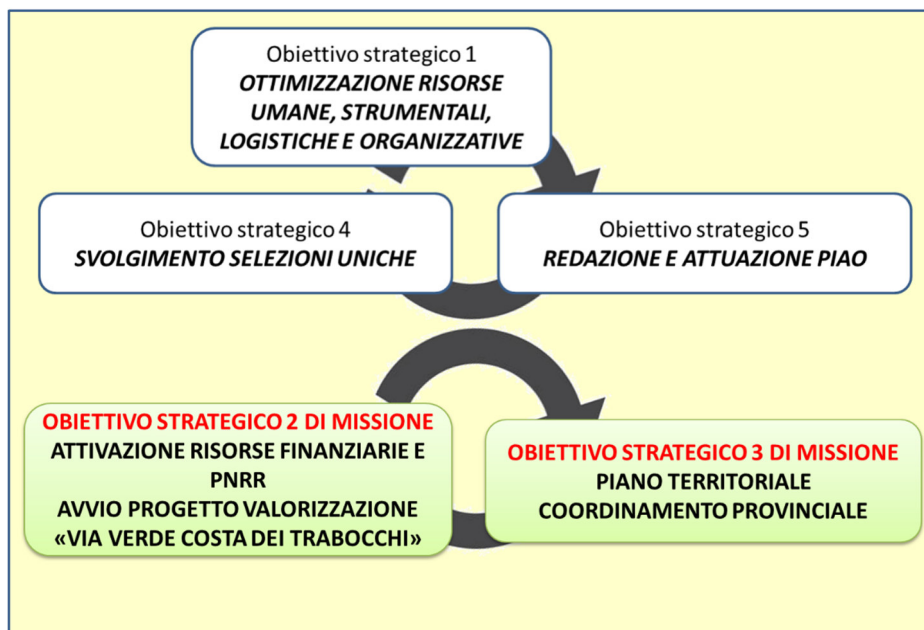 Obiettivo strategico 1
OTTIMIZZAZIONE RISORSE
UMANE, STRUMENTALI,
LOGISTICHE E ORGANIZZATIVE
Obiettivo strategico 4
SVOLGIMENTO SELEZIONI UNICHE
Obiettivo strategico 5
REDAZIONE E ATTUAZIONE PIAO
OBIETTIVO STRATEGICO 2 DI MISSIONE
ATTIVAZIONE RISORSE FINANZIARIE E
PNRR
AVVIO PROGETTO VALORIZZAZIONE
«VIA VERDE COSTA DEI TRABOCCHI»
OBIETTIVO STRATEGICO 3 DI MISSIONE
PIANO TERRITORIALE
COORDINAMENTO PROVINCIALE